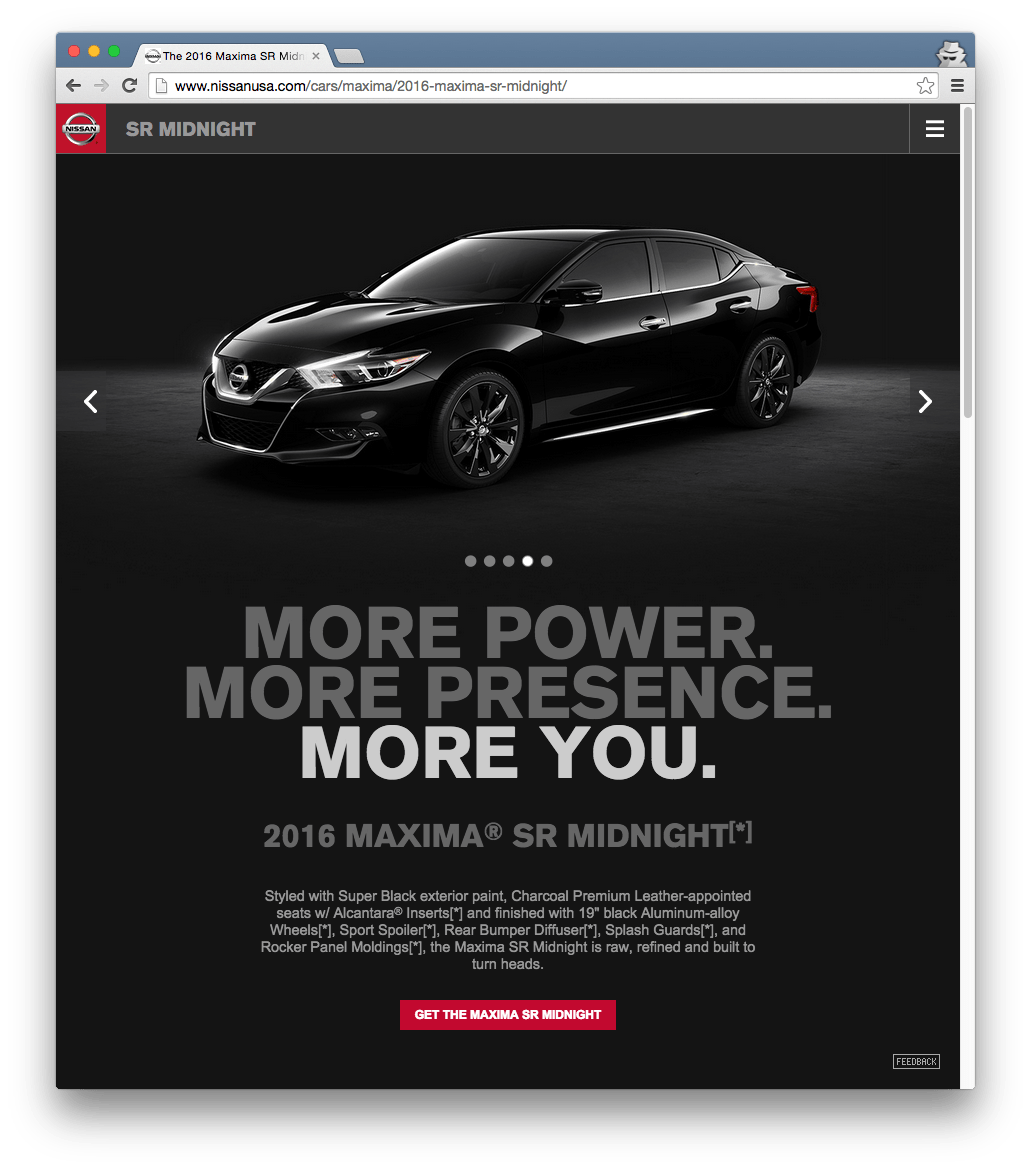 The 2016 Maxima SR Midn
www.nissanusa.com/cars/maxima/2016-maxima-sr-midnight/
NISSAN
SR MIDNIGHT
MORE POWER.
MORE PRESENCE.
MORE YOU.
2016 MAXIMA® SR MIDNIGHT[*]
Styled with Super Black exterior paint, Charcoal Premium Leather-appointed
seats w/ Alcantara® Inserts[*] and finished with 19" black Aluminum-alloy
Wheels[*], Sport Spoiler[*], Rear Bumper Diffuser[*], Splash Guards[*], and
Rocker Panel Moldings[*], the Maxima SR Midnight is raw, refined and built to
turn heads.
GET THE MAXIMA SR MIDNIGHT
FEEDBACK